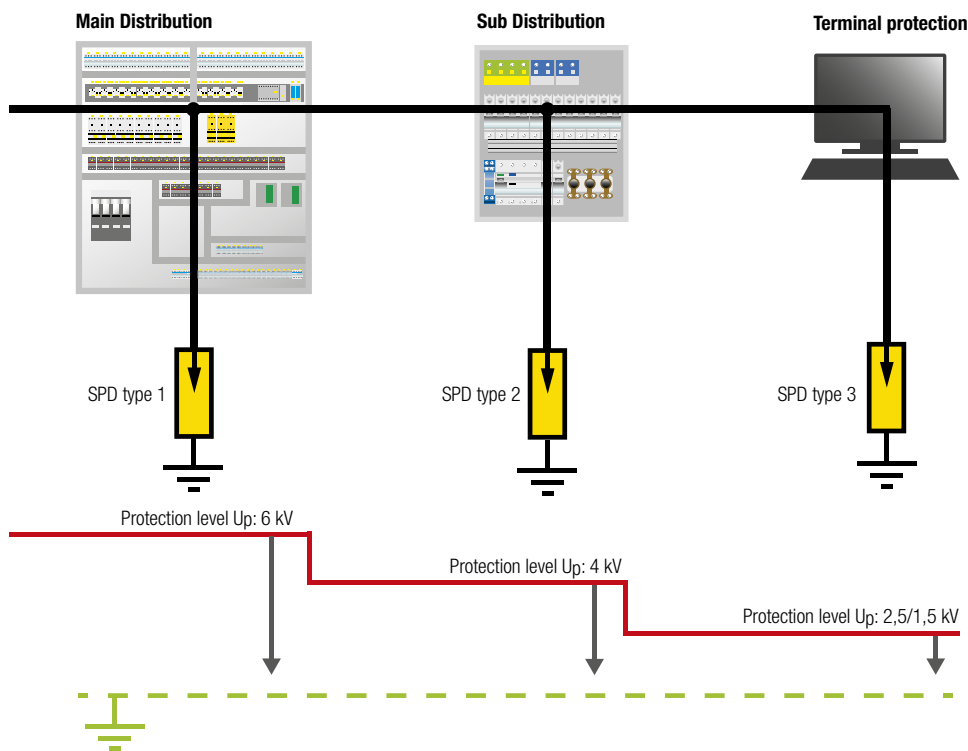 Main Distribution
Sub Distribution
Terminal protection
SPD type 1
SPD type 2
SPD type 3
Protection level Up: 6 kV
Protection level Up: 4 kV
Protection level Up: 2,5/1,5 kV